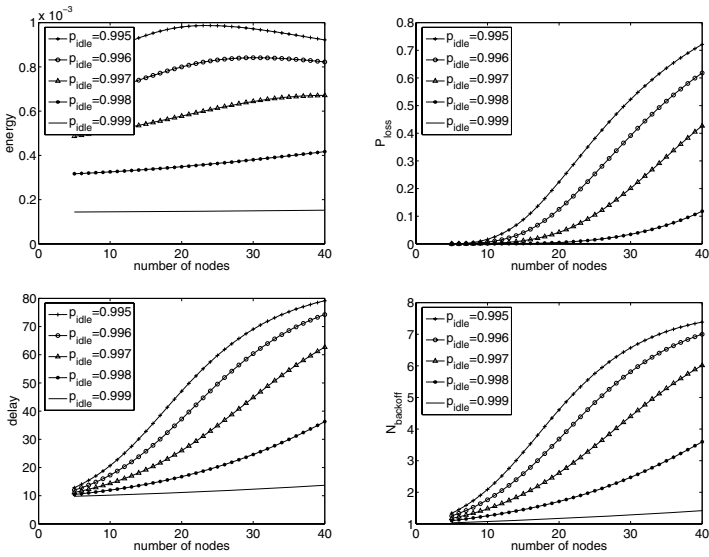 1 x 10^-3
p_idle=0.995
p_idle=0.996
p_idle=0.997
p_idle=0.998
p_idle=0.999
energy
0.8
0.6
0.4
0.2
0
0 10 20 30 40
number of nodes
0.8
0.7
0.6
0.5
0.4
0.3
0.2
0.1
0
p_idle=0.995
p_idle=0.996
p_idle=0.997
p_idle=0.998
p_idle=0.999
P_loss
0 10 20 30 40
number of nodes
80
70
60
50
40
30
20
10
0
p_idle=0.995
p_idle=0.996
p_idle=0.997
p_idle=0.998
p_idle=0.999
delay
0 10 20 30 40
number of nodes
8
7
6
5
4
3
2
1
p_idle=0.995
p_idle=0.996
p_idle=0.997
p_idle=0.998
p_idle=0.999
N_backoff
0 10 20 30 40
number of nodes